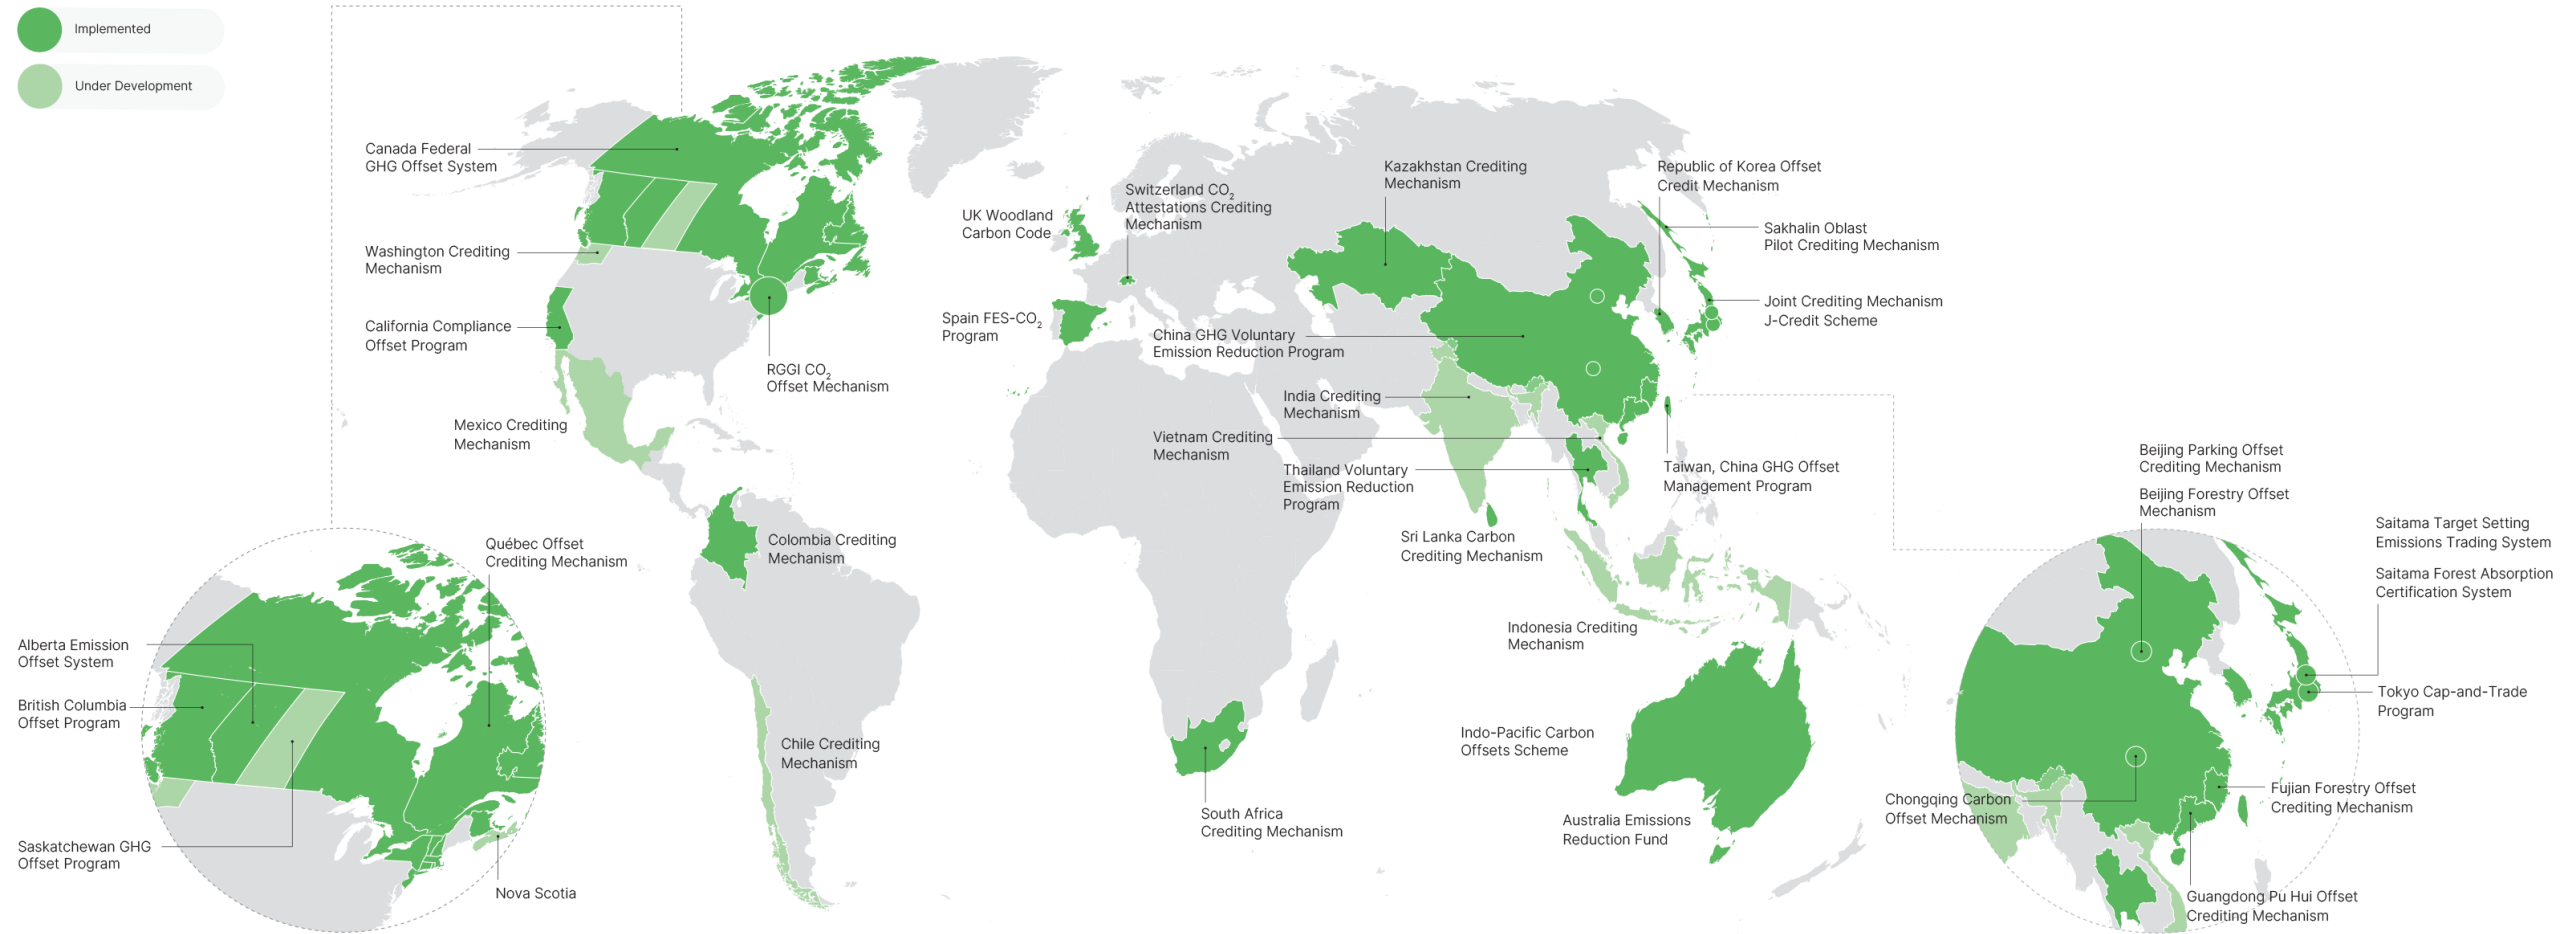 Implemented
Under Development
Canada Federal
GHG Offset System
Washington Crediting
Mechanism
California Compliance
Offset Program
Mexico Crediting
Mechanism
RGGI CO₂
Offset Mechanism
Colombia Crediting
Mechanism
Chile Crediting
Mechanism
Québec Offset
Crediting Mechanism
Alberta Emission
Offset System
British Columbia
Offset Program
Saskatchewan GHG
Offset Program
Nova Scotia
UK Woodland
Carbon Code
Switzerland CO₂
Attestations Crediting
Mechanism
Spain FES-CO₂
Program
Kazakhstan Crediting
Mechanism
Republic of Korea Offset
Credit Mechanism
Sakhalin Oblast
Pilot Crediting Mechanism
Joint Crediting Mechanism
J-Credit Scheme
China GHG Voluntary
Emission Reduction Program
India Crediting
Mechanism
Vietnam Crediting
Mechanism
Thailand Voluntary
Emission Reduction
Program
Taiwan, China GHG Offset
Management Program
Sri Lanka Carbon
Crediting Mechanism
Indonesia Crediting
Mechanism
Indo-Pacific Carbon
Offsets Scheme
Australia Emissions
Reduction Fund
South Africa
Crediting Mechanism
Beijing Parking Offset
Crediting Mechanism
Beijing Forestry Offset
Mechanism
Saitama Target Setting
Emissions Trading System
Saitama Forest Absorption
Certification System
Tokyo Cap-and-Trade
Program
Fujian Forestry Offset
Crediting Mechanism
Chongqing Carbon
Offset Mechanism
Guangdong Pu Hui Offset
Crediting Mechanism